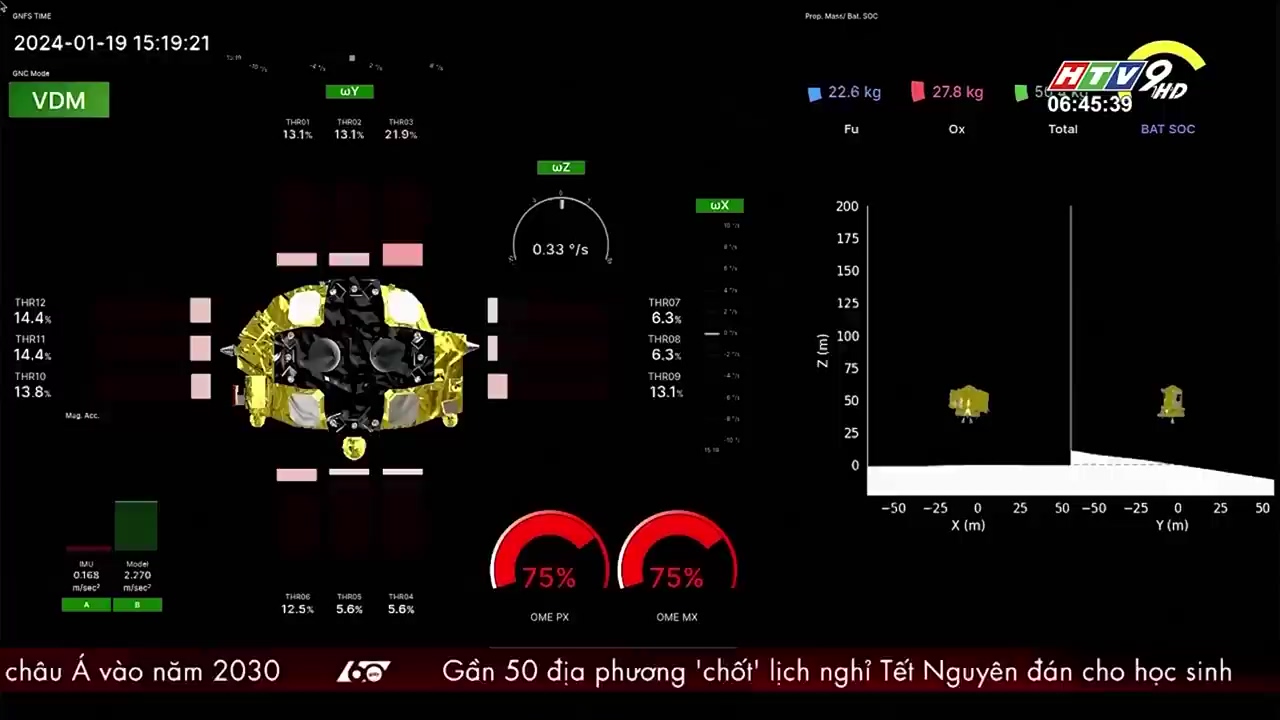 GNFS TIME
2024-01-19 15:19:21
GNC Mode
VDM
Prop. Mass/ Bat. SOC
22.6 kg
27.8 kg
HTV9HD
06:45:39
Fu
Ox
Total
BAT SOC
ωY
THR01
THR02
THR03
13.1%
13.1%
21.9%
ωZ
0.33 °/s
ωX
THR12
14.4%
THR11
14.4%
THR10
13.8%
THR07
6.3%
THR08
6.3%
THR09
13.1%
Mag. Acc.
IMU
0.168
m/sec²
A
Model
2.270
m/sec²
B
THR06
THR05
THR04
12.5%
5.6%
5.6%
75%
OME PX
75%
OME MX
Z (m)
200
175
150
125
100
75
50
25
0
−50 −25 0 25 50
X (m)
−50 −25 0 25 50
Y (m)
châu Á vào năm 2030
60
Gần 50 địa phương 'chốt' lịch nghỉ Tết Nguyên đán cho học sinh